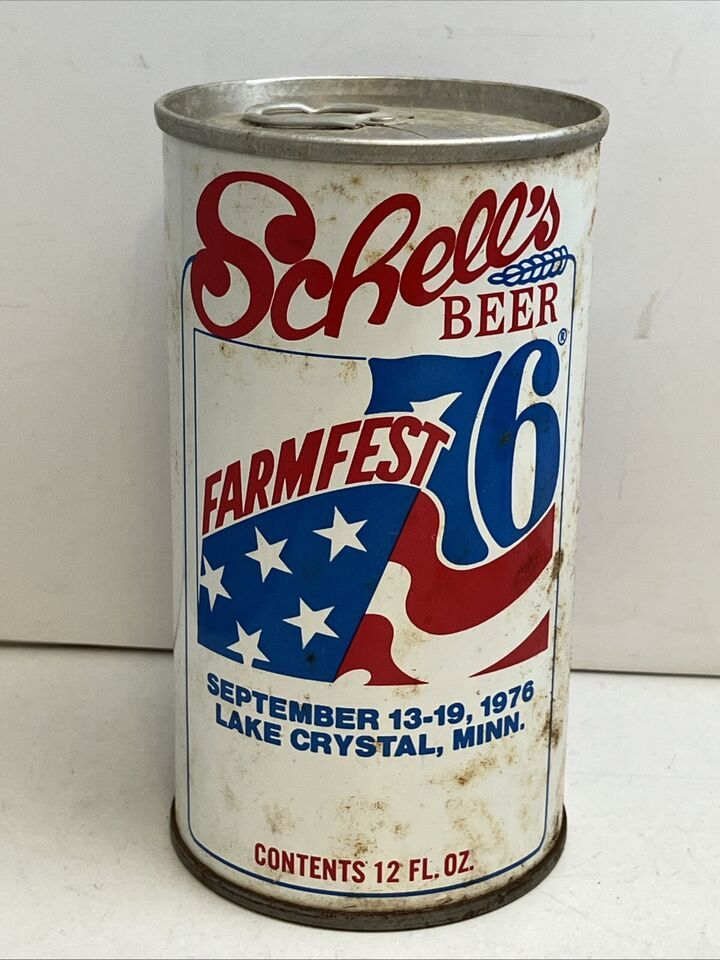 Schell's
BEER
76®
FARMFEST
SEPTEMBER 13-19, 1976
LAKE CRYSTAL, MINN.
CONTENTS 12 FL. OZ.